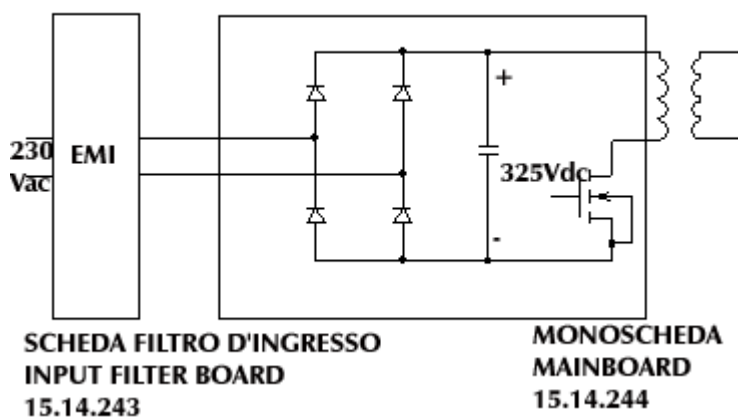 230
Vac
EMI
+
325Vdc
-
SCHEDA FILTRO D'INGRESSO
INPUT FILTER BOARD
15.14.243
MONOSCHEDA
MAINBOARD
15.14.244